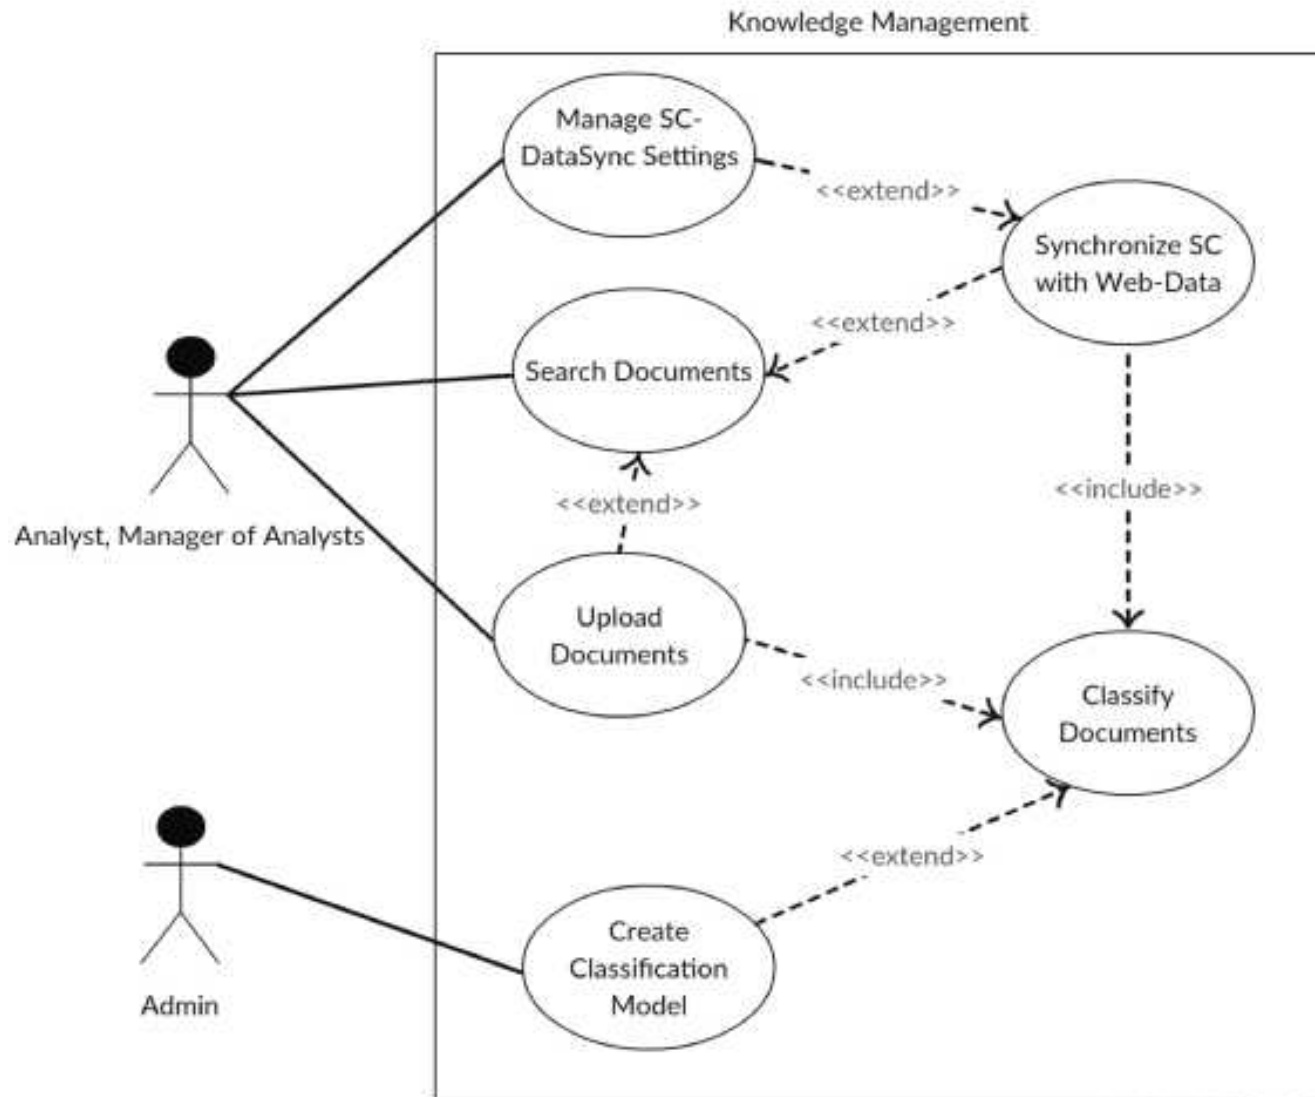 Knowledge Management
Manage SC-
DataSync Settings
<<extend>>
Synchronize SC
with Web-Data
<<extend>>
Search Documents
<<extend>>
<<include>>
Analyst, Manager of Analysts
Upload
Documents
<<include>>
Classify
Documents
<<extend>>
Create
Classification
Model
Admin